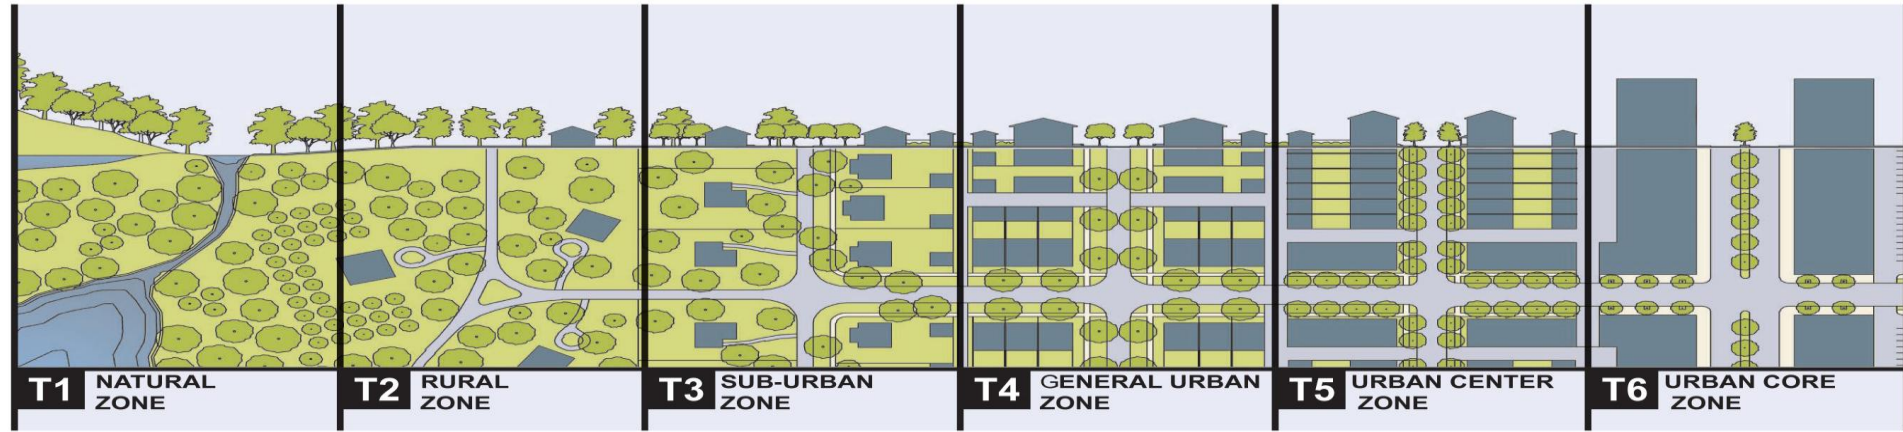 T1 NATURAL
ZONE
T2 RURAL
ZONE
T3 SUB-URBAN
ZONE
T4 GENERAL URBAN
ZONE
T5 URBAN CENTER
ZONE
T6 URBAN CORE
ZONE